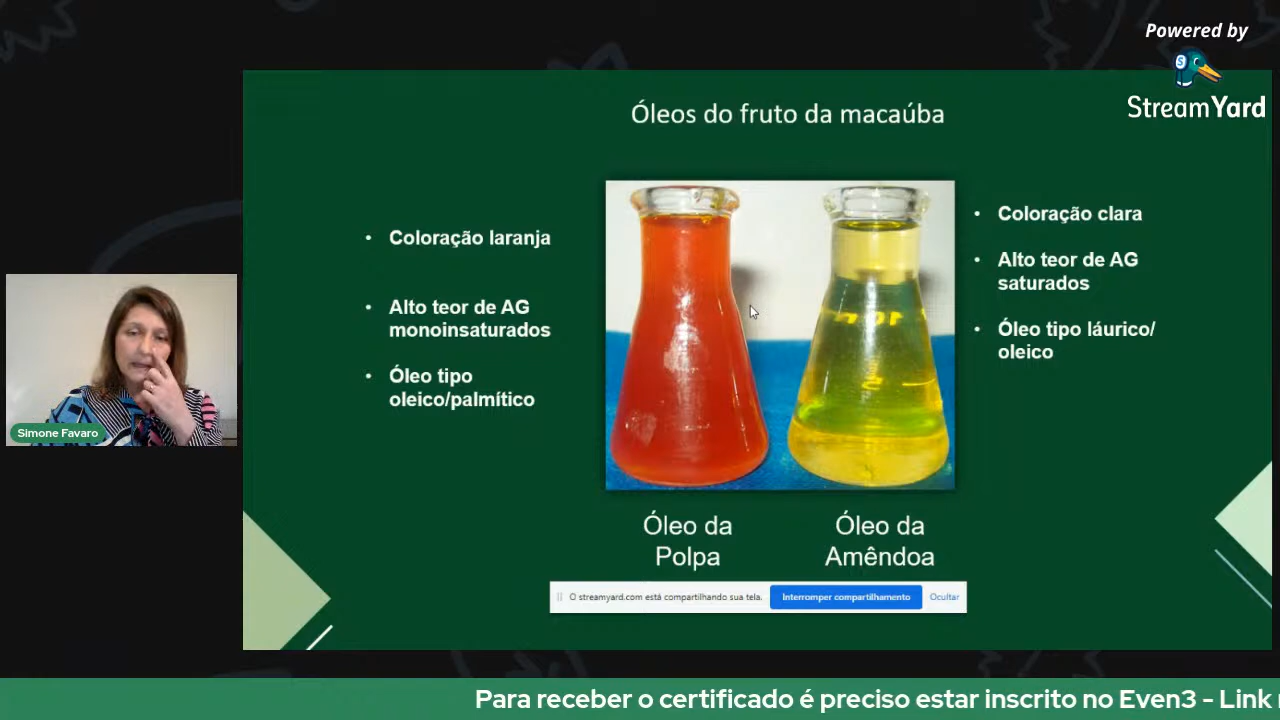 Powered by
StreamYard
Óleos do fruto da macaúba
• Coloração laranja
• Alto teor de AG
monoinsaturados
• Óleo tipo
oleico/palmítico
• Coloração clara
• Alto teor de AG
saturados
• Óleo tipo láurico/
oleico
Óleo da
Polpa
Óleo da
Amêndoa
Simone Favaro
O streamyard.com está compartilhando sua tela.
Interromper compartilhamento
Ocultar
Para receber o certificado é preciso estar inscrito no Even3 - Link